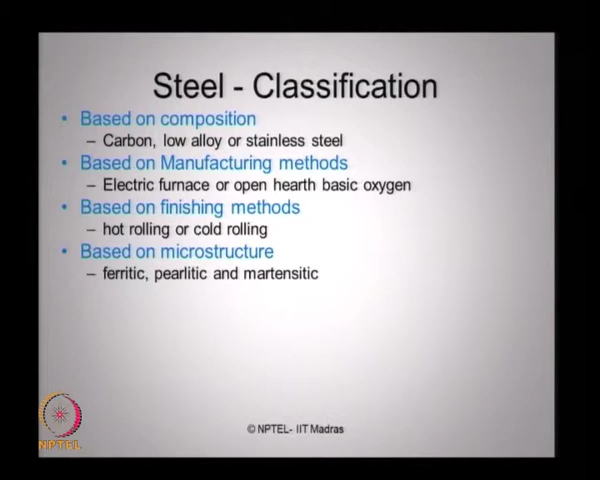 Steel - Classification
• Based on composition
– Carbon, low alloy or stainless steel
• Based on Manufacturing methods
– Electric furnace or open hearth basic oxygen
• Based on finishing methods
– hot rolling or cold rolling
• Based on microstructure
– ferritic, pearlitic and martensitic
NPTEL
© NPTEL- IIT Madras